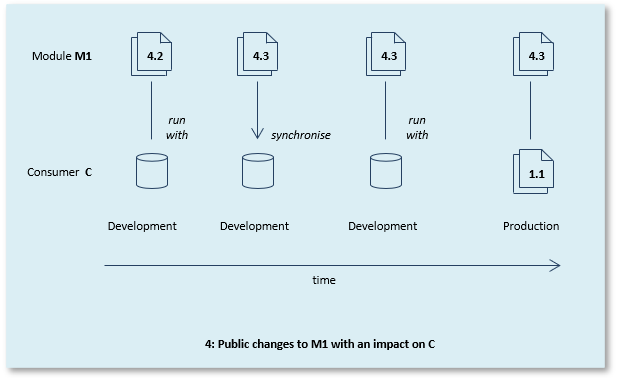 Module M1
4.2
4.3
4.3
4.3
run
with
synchronise
run
with
Consumer C
1.1
Development
Development
Development
Production
time
4: Public changes to M1 with an impact on C